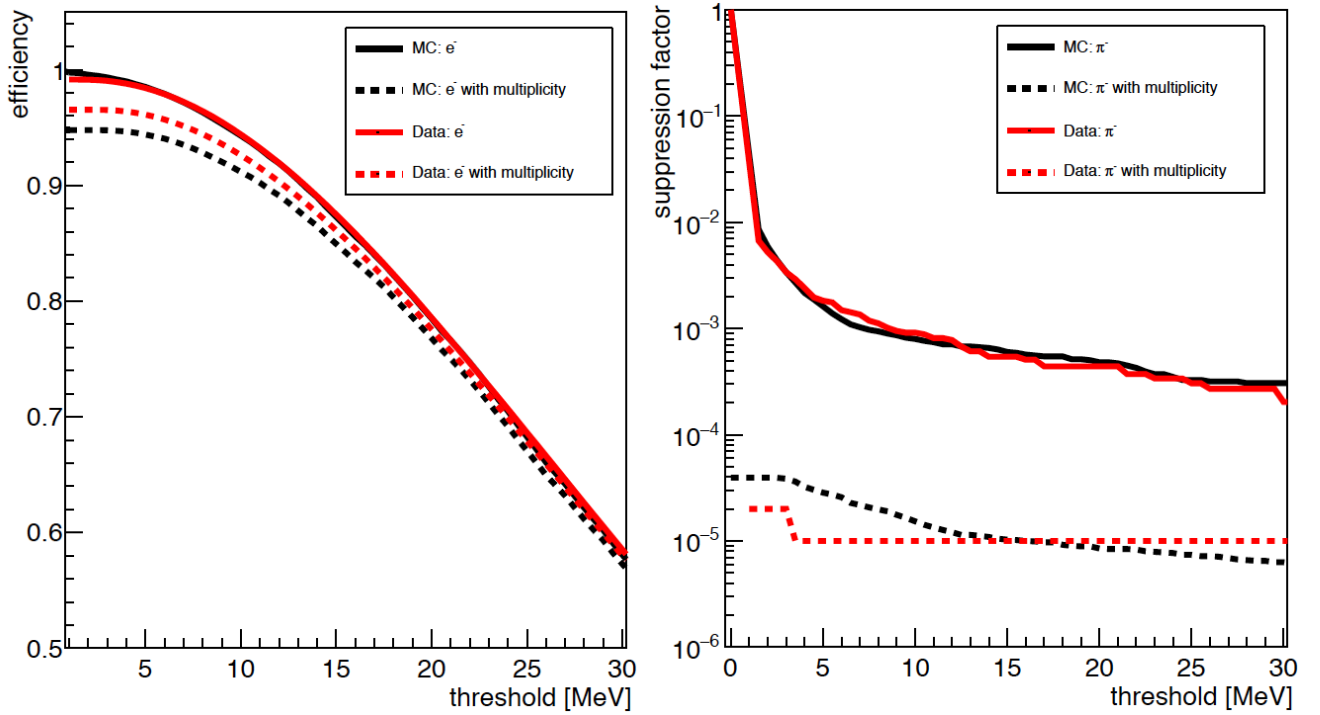 efficiency
1
0.9
0.8
0.7
0.6
0.5
MC: e⁻
MC: e⁻ with multiplicity
Data: e⁻
Data: e⁻ with multiplicity
5 10 15 20 25 30
threshold [MeV]
suppression factor
1
10⁻¹
10⁻²
10⁻³
10⁻⁴
10⁻⁵
10⁻⁶
MC: π⁻
MC: π⁻ with multiplicity
Data: π⁻
Data: π⁻ with multiplicity
0 5 10 15 20 25 30
threshold [MeV]